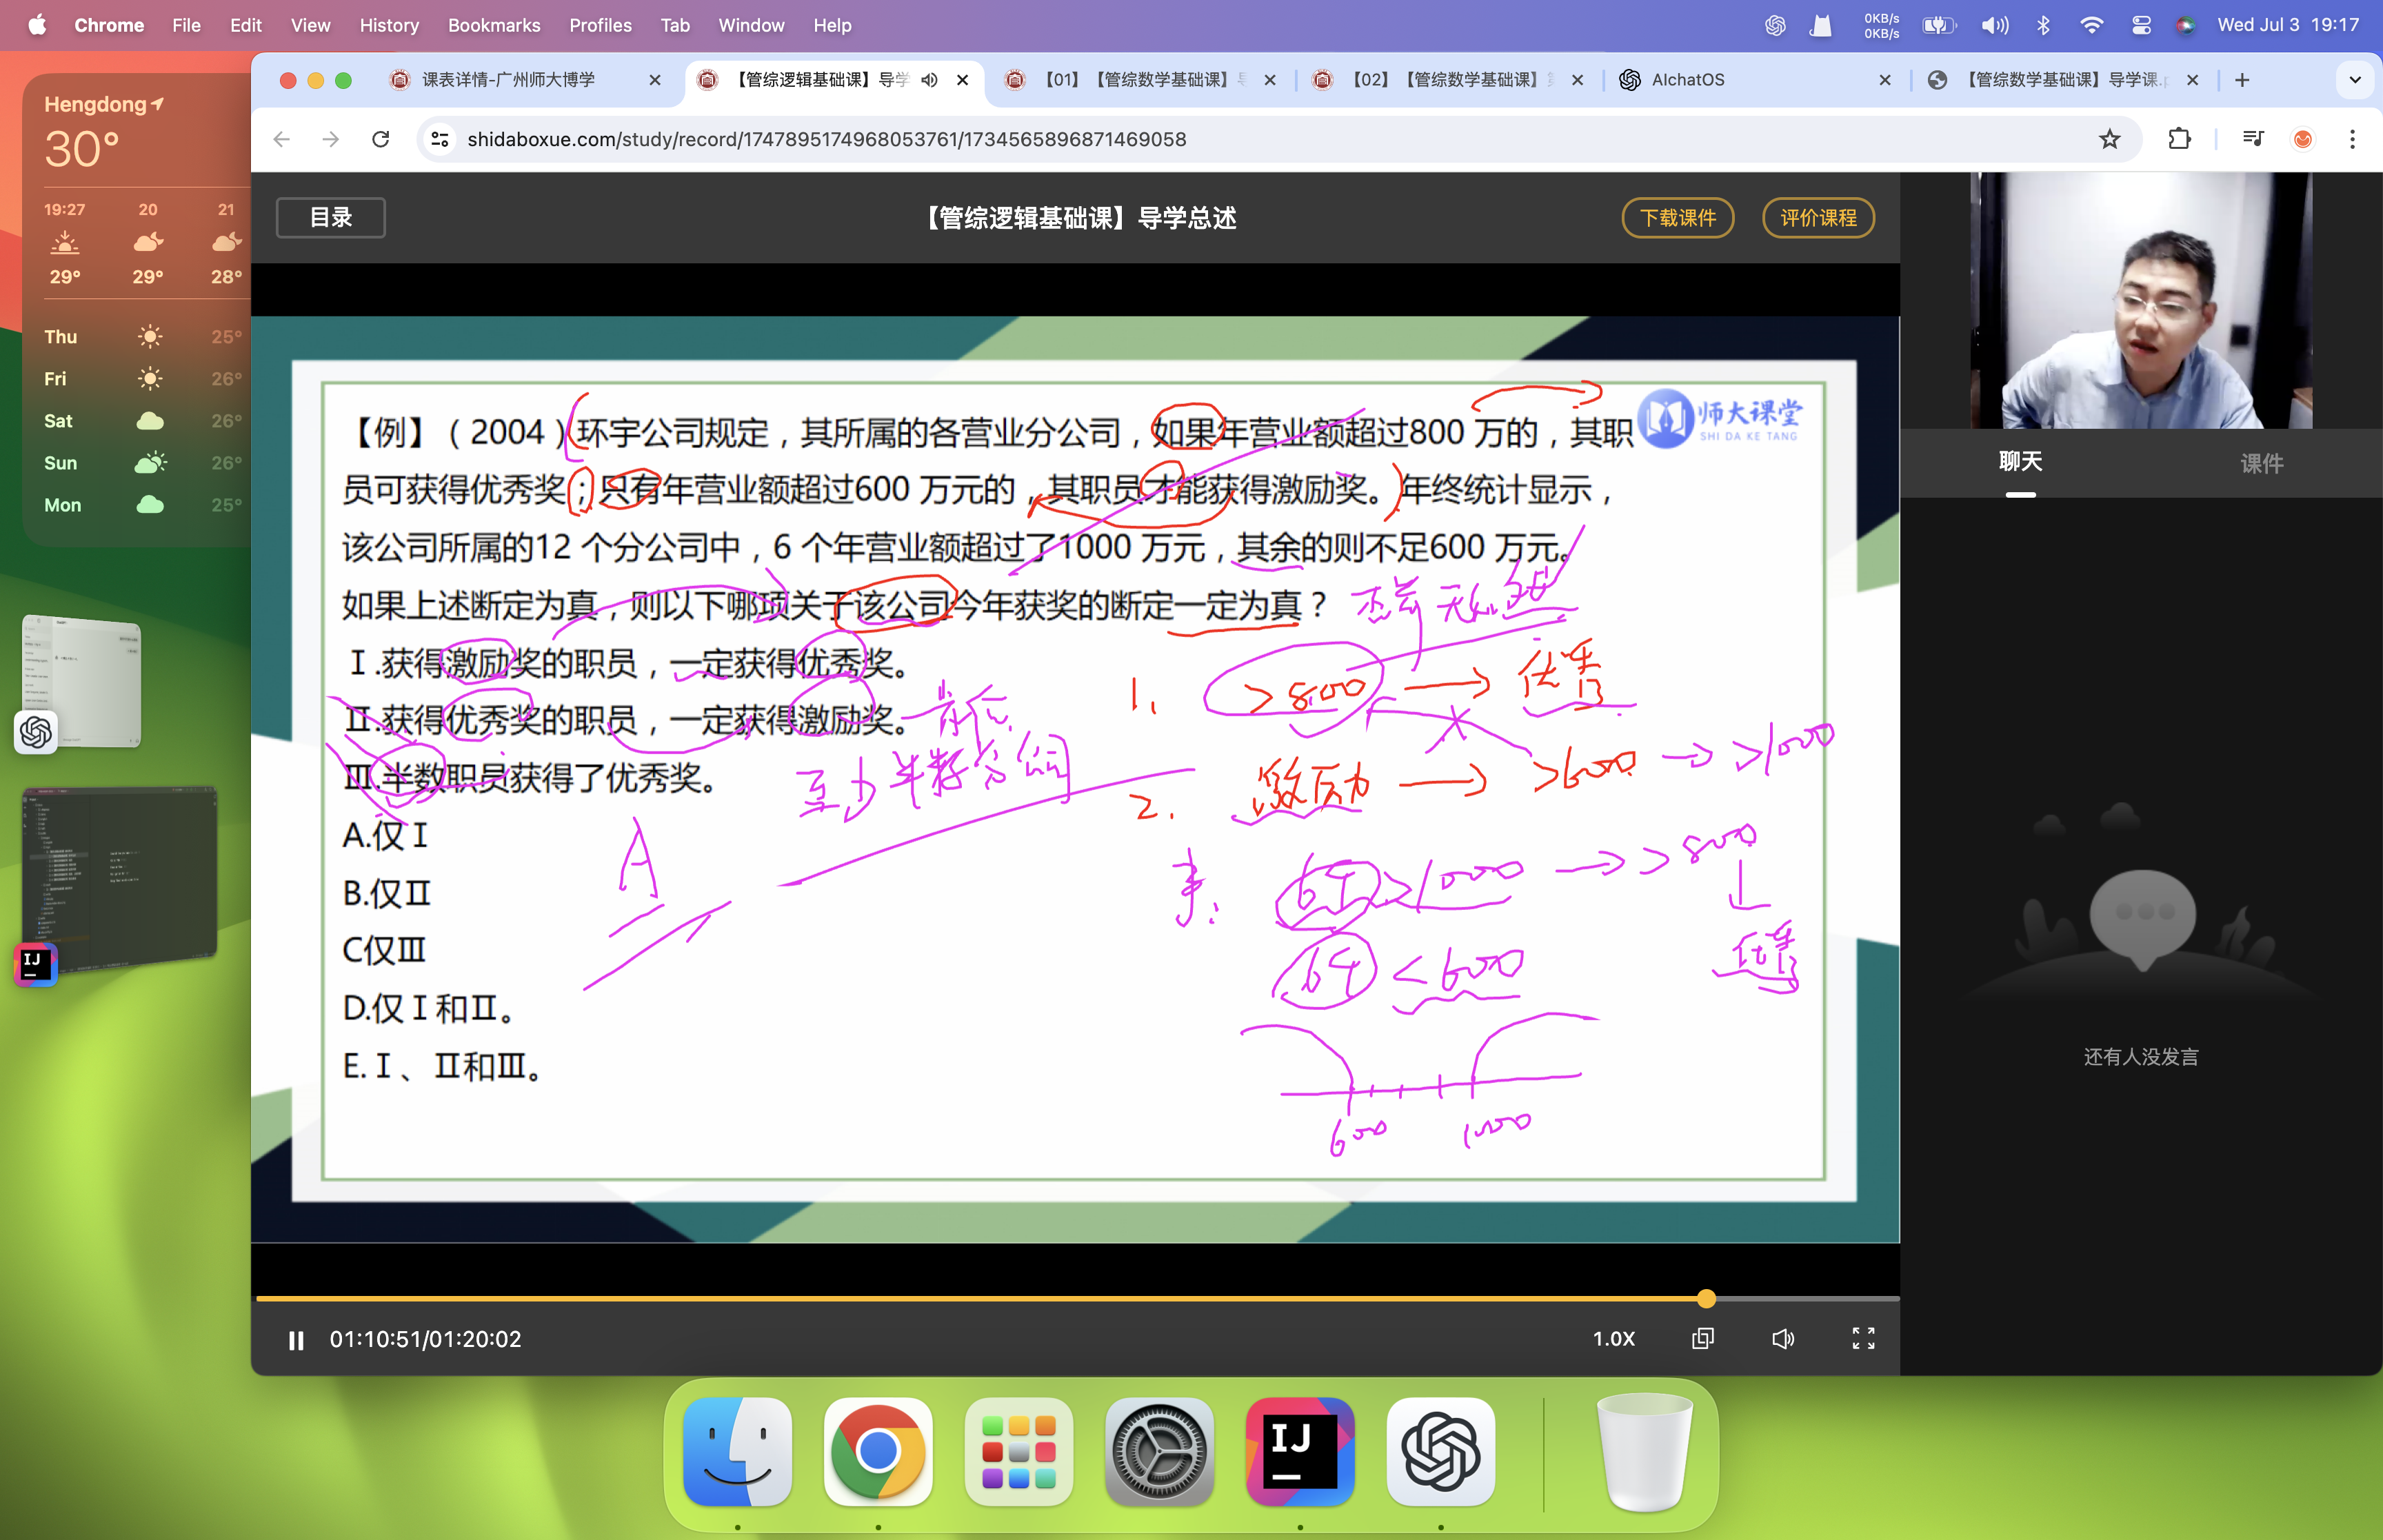 Chrome File Edit View History Bookmarks Profiles Tab Window Help
0KB/s
0KB/s
Wed Jul 3 19:17
课表详情-广州师大博学
【管综逻辑基础课】导学
【01】【管综数学基础课】导
【02】【管综数学基础课】
AIchatOS
【管综数学基础课】导学课.p
shidaboxue.com/study/record/1747895174968053761/1734565896871469058
Hengdong
30°
19:27 20 21
29° 29° 28°
Thu 25°
Fri 26°
Sat 26°
Sun 26°
Mon 25°
目录
【管综逻辑基础课】导学总述
下载课件
评价课程
聊天
课件
还有人没发言
师大课堂
SHI DA KE TANG
【例】（2004）环宇公司规定，其所属的各营业分公司，如果年营业额超过800 万的，其职
员可获得优秀奖；只有年营业额超过600 万元的，其职员才能获得激励奖。年终统计显示，
该公司所属的12 个分公司中，6 个年营业额超过了1000 万元，其余的则不足600 万元。
如果上述断定为真，则以下哪项关于该公司今年获奖的断定一定为真？
Ⅰ.获得激励奖的职员，一定获得优秀奖。
Ⅱ.获得优秀奖的职员，一定获得激励奖。
Ⅲ.半数职员获得了优秀奖。
A.仅Ⅰ
B.仅Ⅱ
C仅Ⅲ
D.仅Ⅰ和Ⅱ。
E.Ⅰ、Ⅱ和Ⅲ。
1. >800 → 优秀
2. 激励 → >600 → >1000
>1000 → >800
优秀
<600
600 1000
至少半数分公司
A
01:10:51/01:20:02
1.0X
IJ
IJ